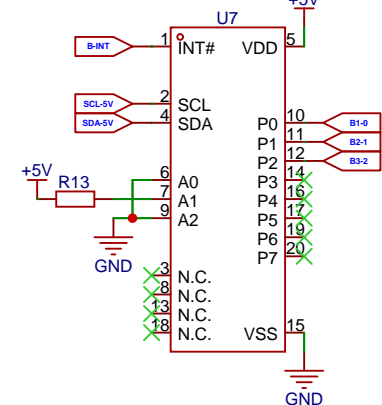 +5V
U7
B-INT 1 INT# VDD 5
SCL-5V 2 SCL
SDA-5V 4 SDA P0 10 B1-0
P1 11 B2-1
P2 12 B3-2
+5V R13 6 A0 P3 14
7 A1 P4 16
9 A2 P5 17
P6 19
P7 20
GND
3 N.C.
8 N.C.
13 N.C.
18 N.C. VSS 15
GND